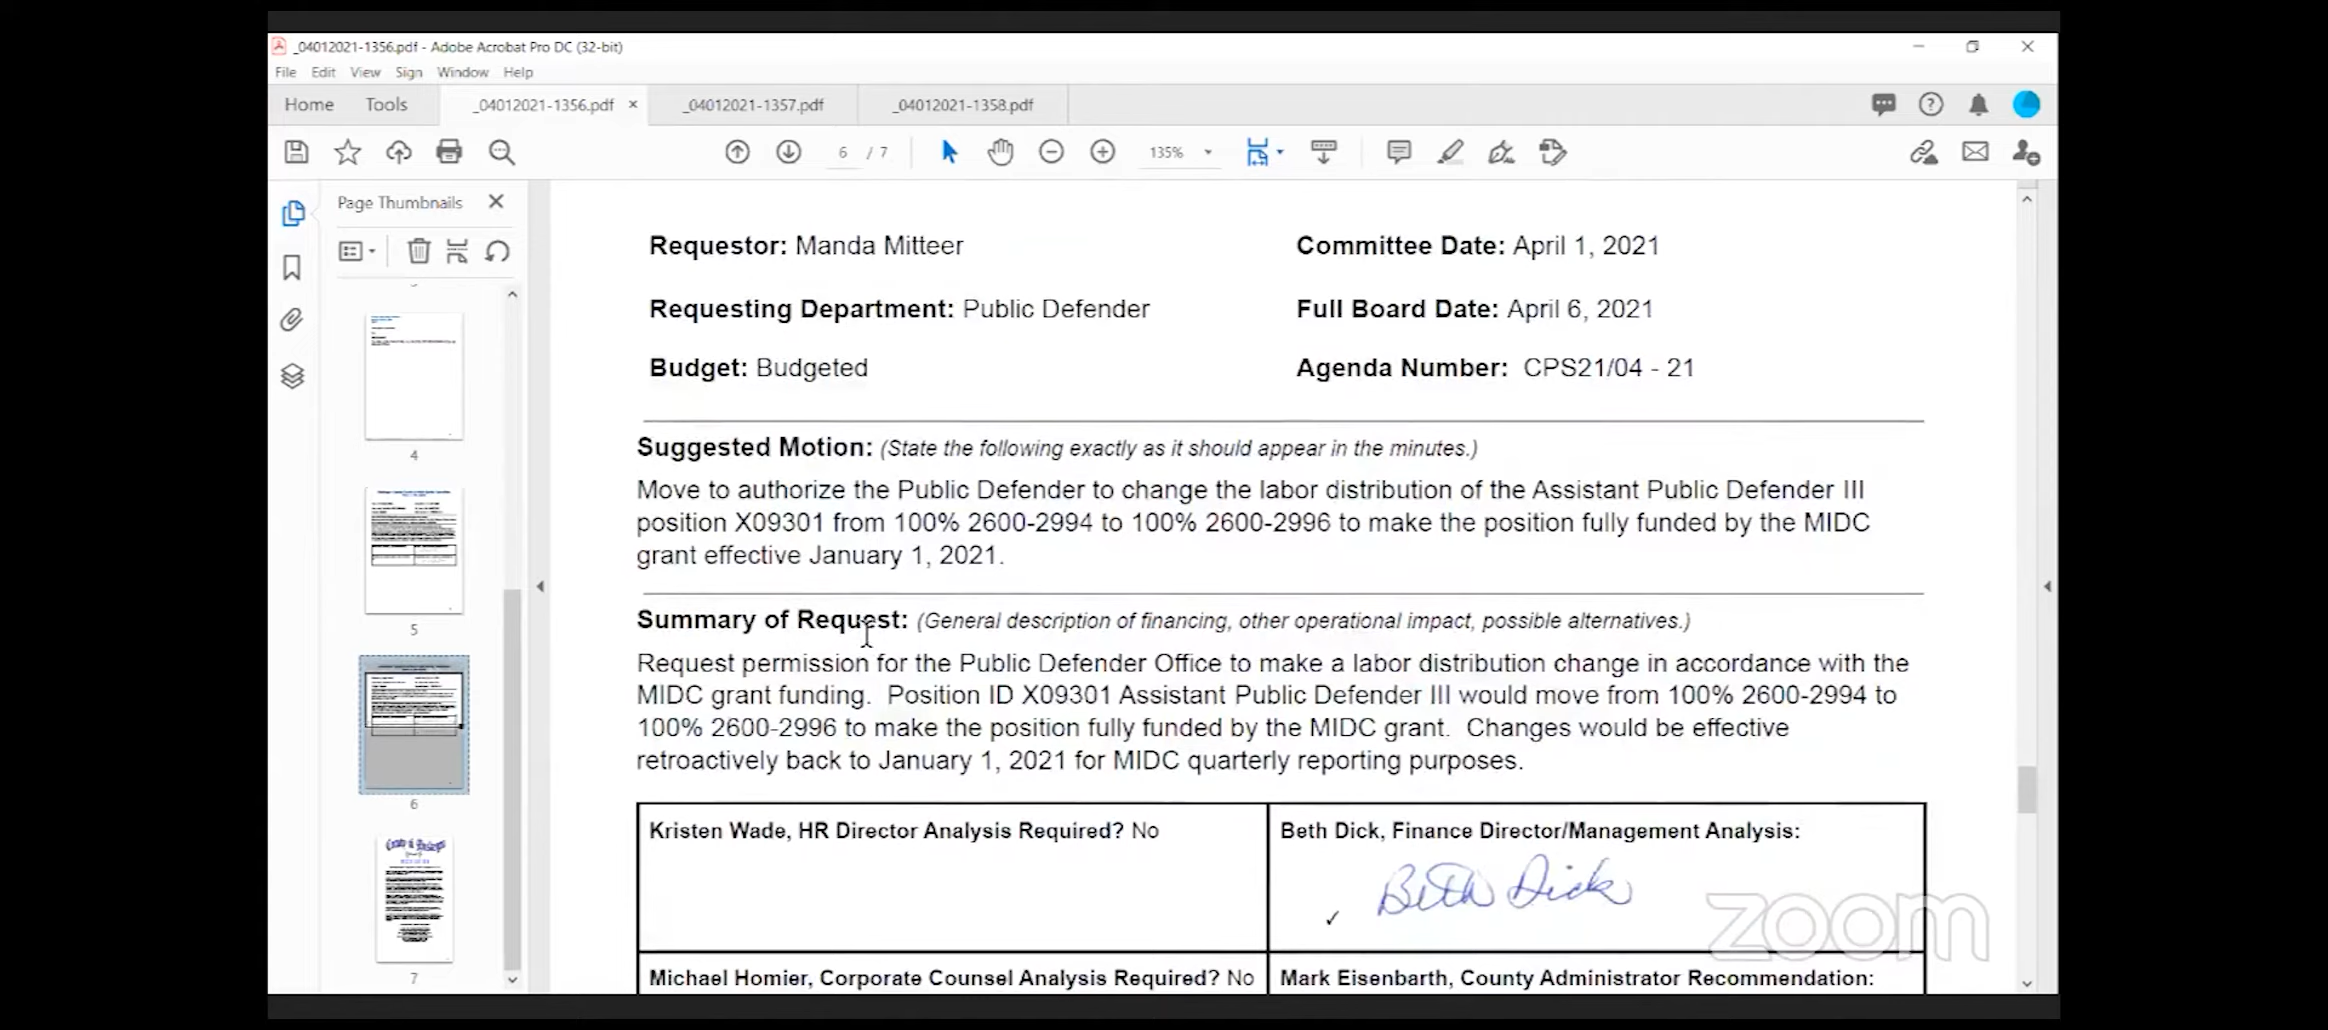 _04012021-1356.pdf - Adobe Acrobat Pro DC (32-bit)
File Edit View Sign Window Help
Home Tools _04012021-1356.pdf _04012021-1357.pdf _04012021-1358.pdf
6 / 7 135%
Page Thumbnails
4
5
6
7
Requestor: Manda Mitteer Committee Date: April 1, 2021
Requesting Department: Public Defender Full Board Date: April 6, 2021
Budget: Budgeted Agenda Number: CPS21/04 - 21
Suggested Motion: (State the following exactly as it should appear in the minutes.)
Move to authorize the Public Defender to change the labor distribution of the Assistant Public Defender III
position X09301 from 100% 2600-2994 to 100% 2600-2996 to make the position fully funded by the MIDC
grant effective January 1, 2021.
Summary of Request: (General description of financing, other operational impact, possible alternatives.)
Request permission for the Public Defender Office to make a labor distribution change in accordance with the
MIDC grant funding. Position ID X09301 Assistant Public Defender III would move from 100% 2600-2994 to
100% 2600-2996 to make the position fully funded by the MIDC grant. Changes would be effective
retroactively back to January 1, 2021 for MIDC quarterly reporting purposes.
Kristen Wade, HR Director Analysis Required? No
Beth Dick, Finance Director/Management Analysis:
Beth Dick
Michael Homier, Corporate Counsel Analysis Required? No
Mark Eisenbarth, County Administrator Recommendation:
zoom